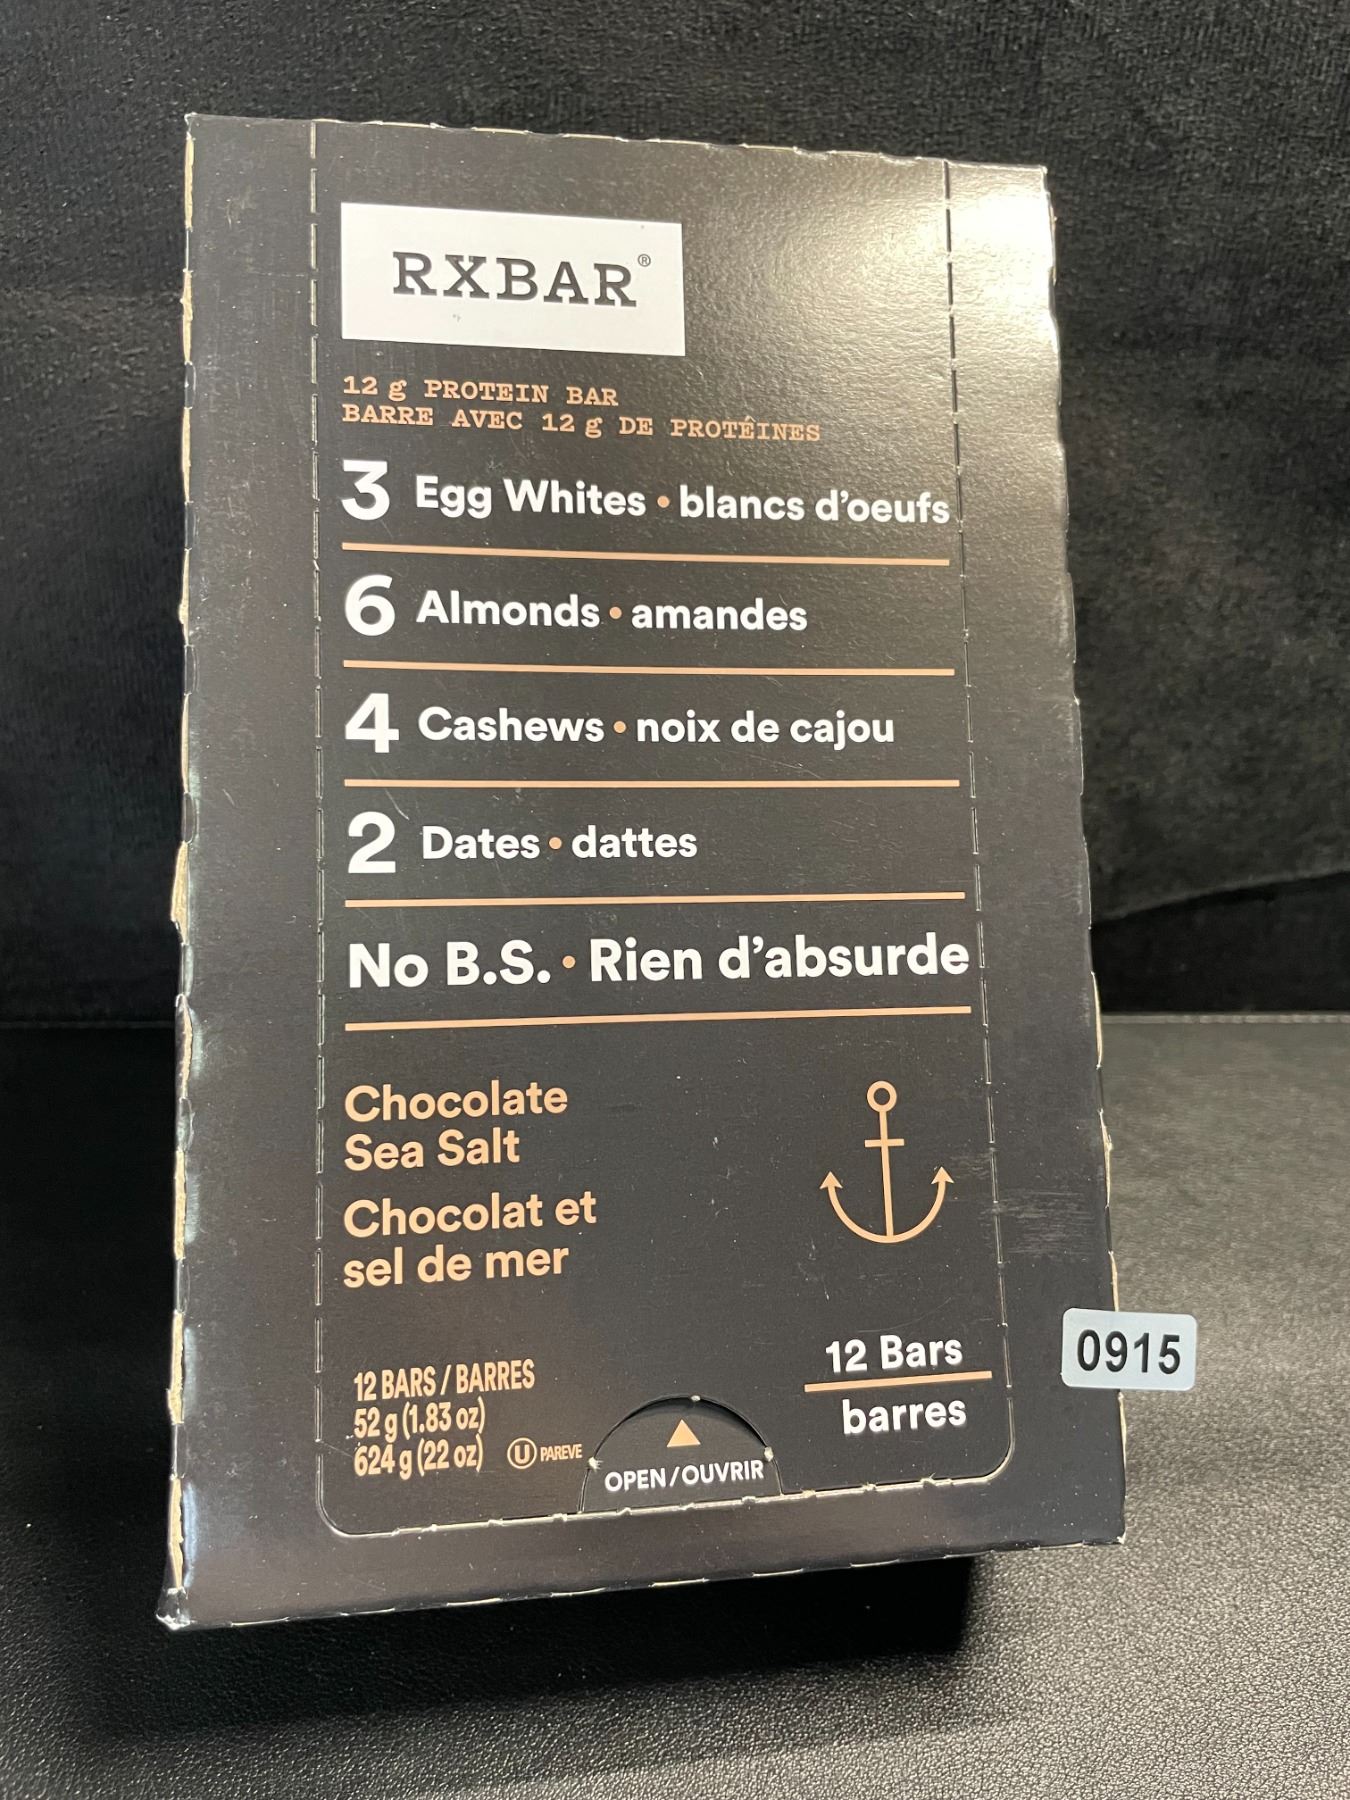 RXBAR®
12 g PROTEIN BAR
BARRE AVEC 12 g DE PROTÊINES
3 Egg Whites • blancs d'oeufs
6 Almonds • amandes
4 Cashews • noix de cajou
2 Dates • dattes
No B.S. • Rien d'absurde
Chocolate
Sea Salt
Chocolat et
sel de mer
12 BARS / BARRES
52 g (1.83 oz)
624 g (22 oz) U PAREVE
OPEN/OUVRIR
12 Bars
barres
0915